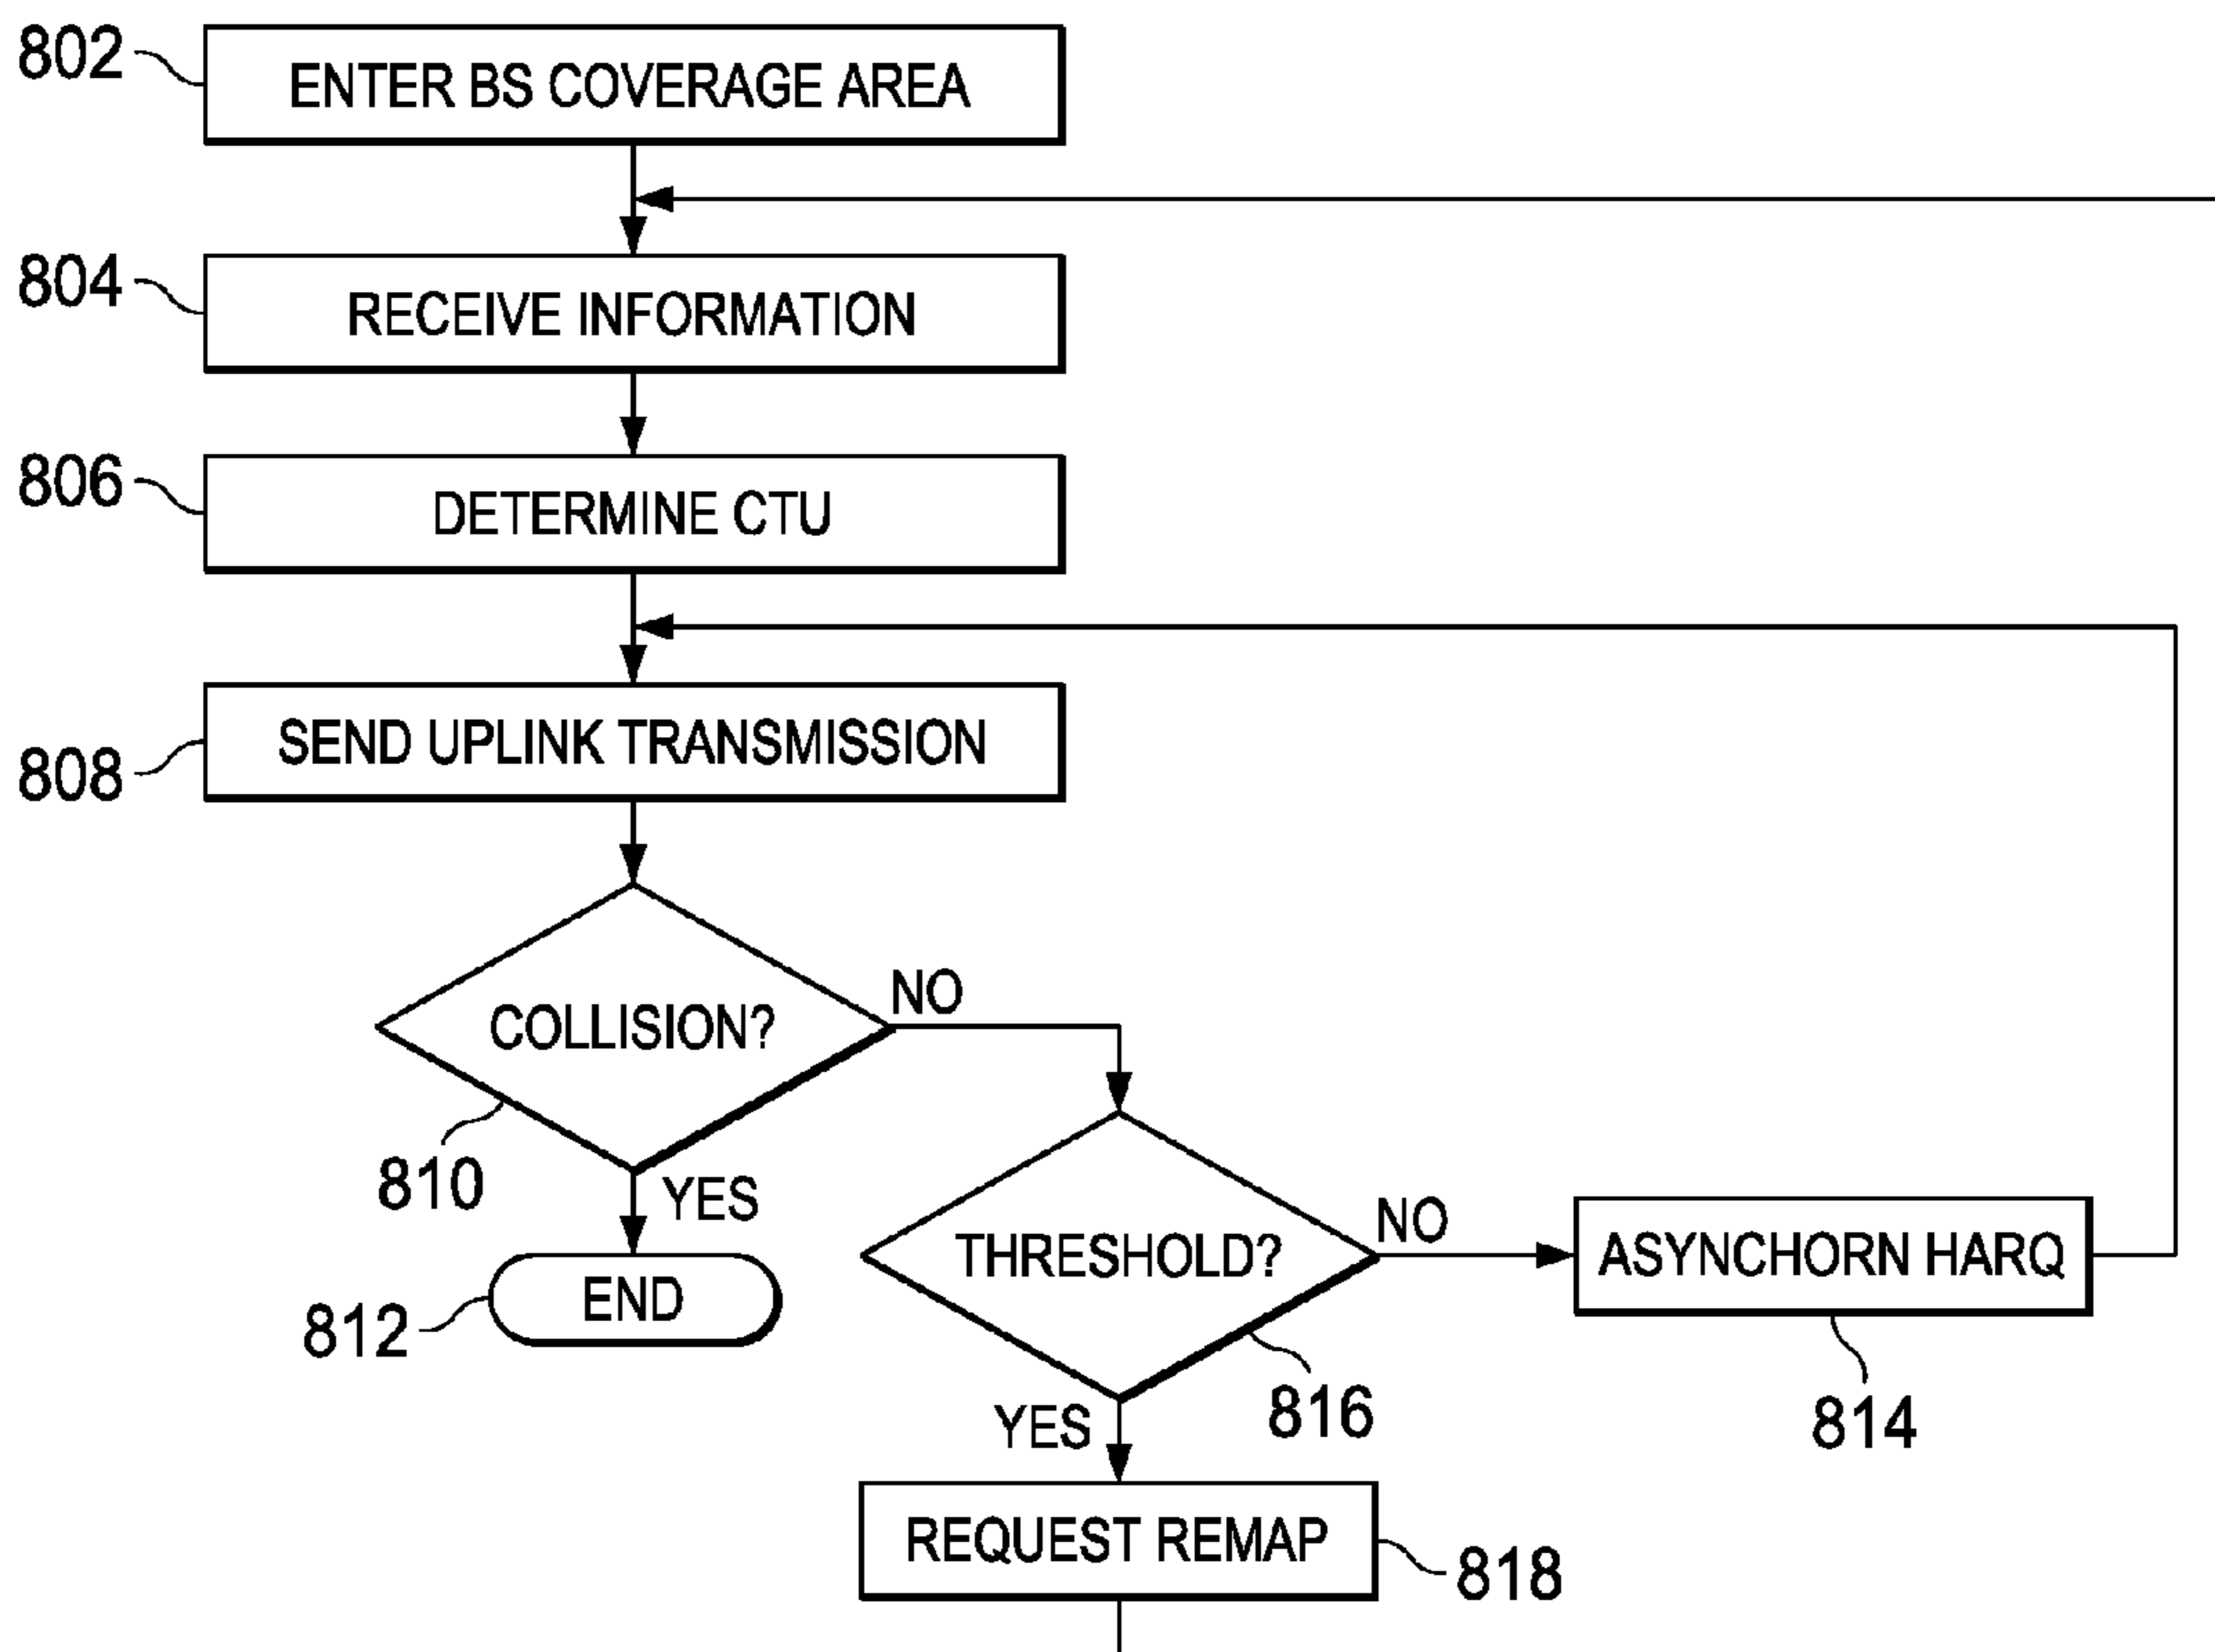 802
ENTER BS COVERAGE AREA
804
RECEIVE INFORMATION
806
DETERMINE CTU
808
SEND UPLINK TRANSMISSION
COLLISION?
NO
810
YES
812
END
THRESHOLD?
NO
816
YES
ASYNCHORN HARQ
814
REQUEST REMAP
818